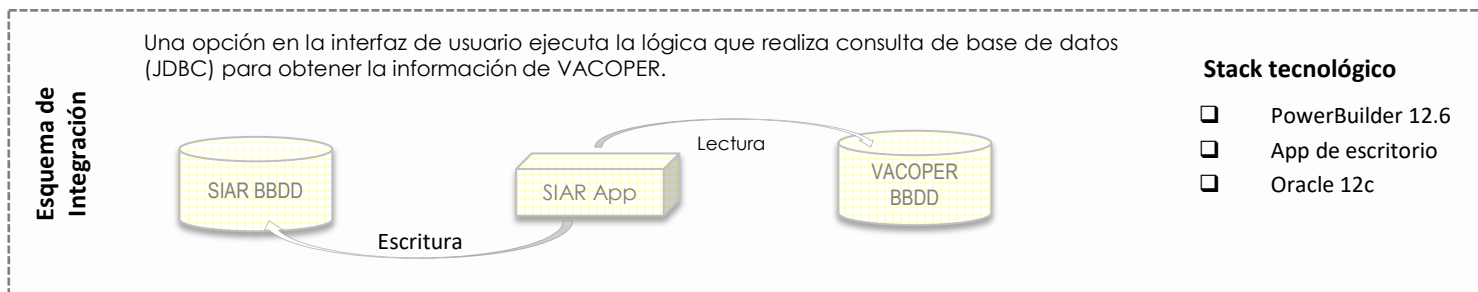 Esquema de
Integración
Una opción en la interfaz de usuario ejecuta la lógica que realiza consulta de base de datos
(JDBC) para obtener la información de VACOPER.
SIAR BBDD
Escritura
SIAR App
Lectura
VACOPER
BBDD
Stack tecnológico
PowerBuilder 12.6
App de escritorio
Oracle 12c